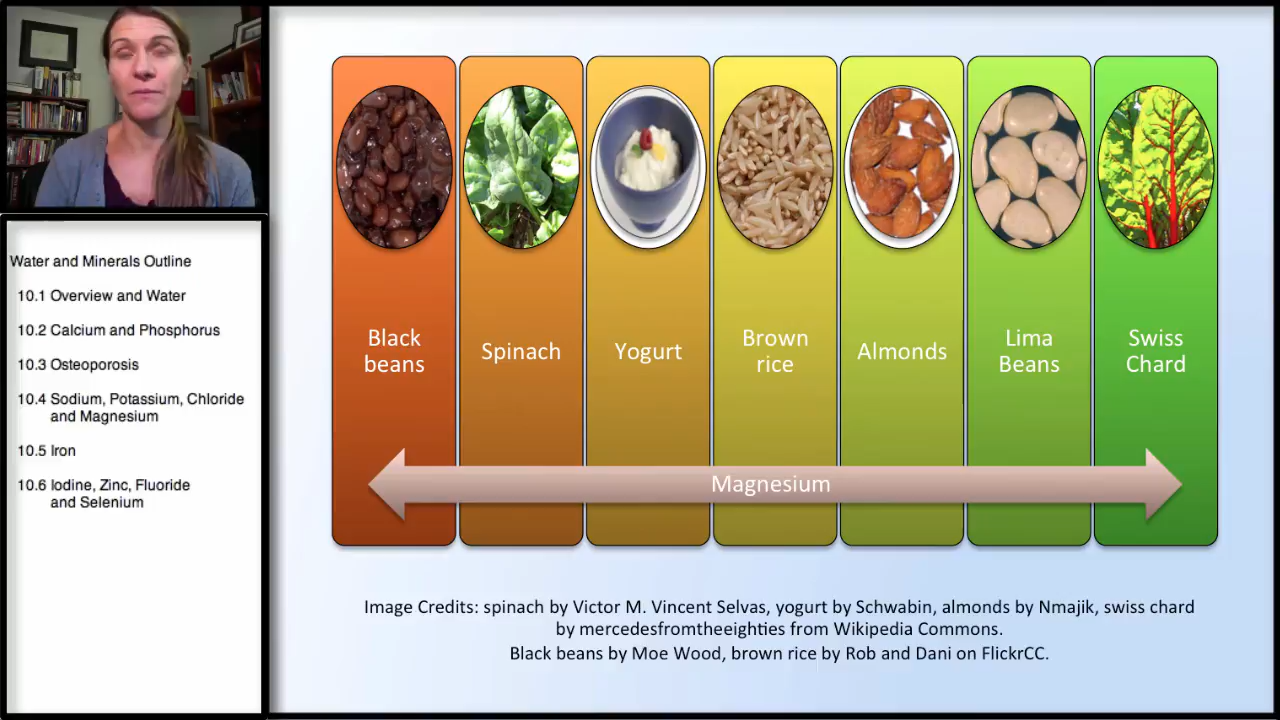 Water and Minerals Outline
10.1 Overview and Water
10.2 Calcium and Phosphorus
10.3 Osteoporosis
10.4 Sodium, Potassium, Chloride
and Magnesium
10.5 Iron
10.6 Iodine, Zinc, Fluoride
and Selenium
Black
beans
Spinach
Yogurt
Brown
rice
Almonds
Lima
Beans
Swiss
Chard
Magnesium
Image Credits: spinach by Victor M. Vincent Selvas, yogurt by Schwabin, almonds by Nmajik, swiss chard
by mercedesfromtheeighties from Wikipedia Commons.
Black beans by Moe Wood, brown rice by Rob and Dani on FlickrCC.